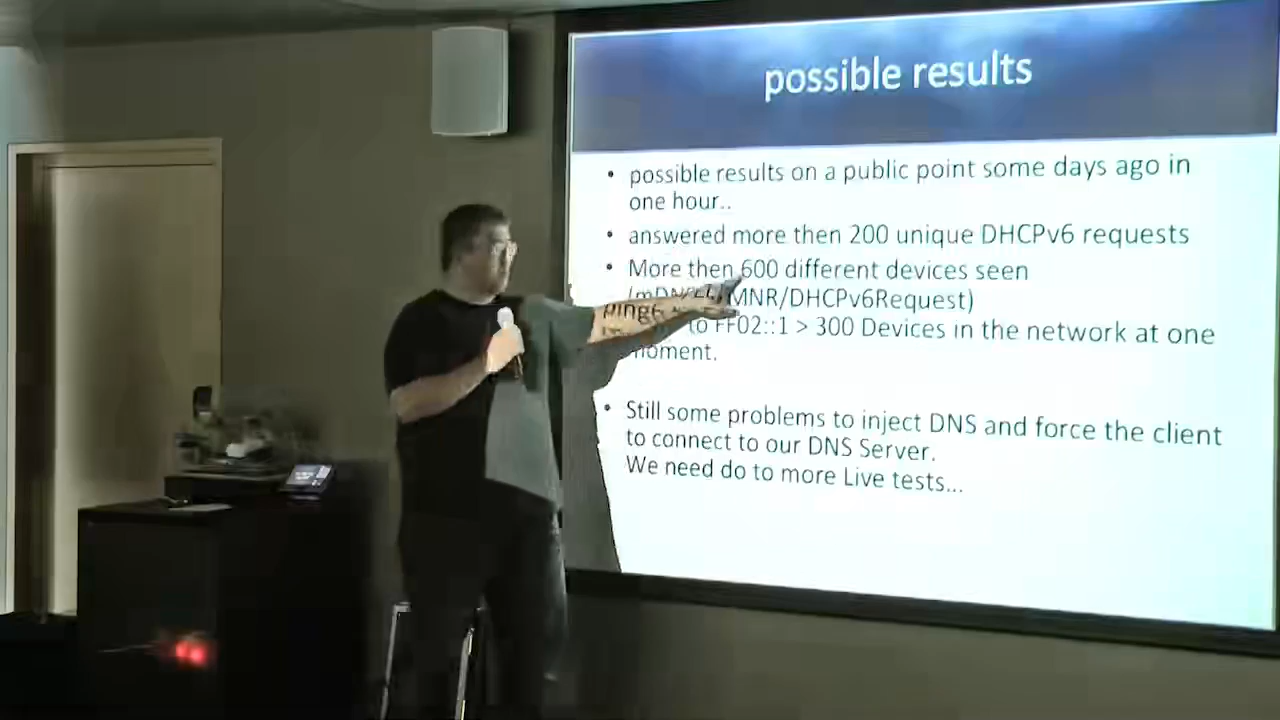 possible results
• possible results on a public point some days ago in
one hour..
• answered more then 200 unique DHCPv6 requests
• More then 600 different devices seen
MNR/DHCPv6Request)
ping6 to FF02::1 > 300 Devices in the network at one
moment.
• Still some problems to inject DNS and force the client
to connect to our DNS Server.
We need do to more Live tests...